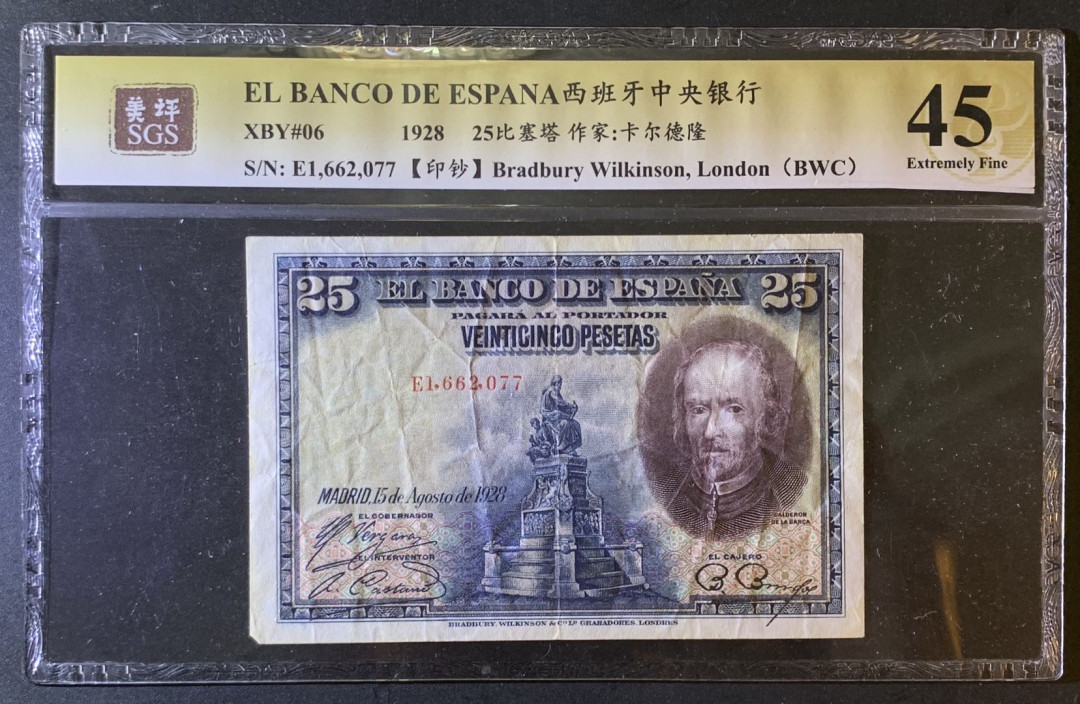 美评
SGS
EL BANCO DE ESPANA西班牙中央银行
XBY#06 1928 25比塞塔 作家:卡尔德隆
S/N: E1,662,077 【印钞】Bradbury Wilkinson, London（BWC）
45
Extremely Fine
25 EL BANCO DE ESPAÑA 25
PAGARÁ AL PORTADOR
VEINTICINCO PESETAS
E1,662,077
MADRID, 15 de Agosto de 1928
EL GOBERNADOR
Vergara
EL INTERVENTOR
CALDERON
DE LA BARCA
EL CAJERO
BRADBURY, WILKINSON & Cº Lº GRABADORES. LONDRES